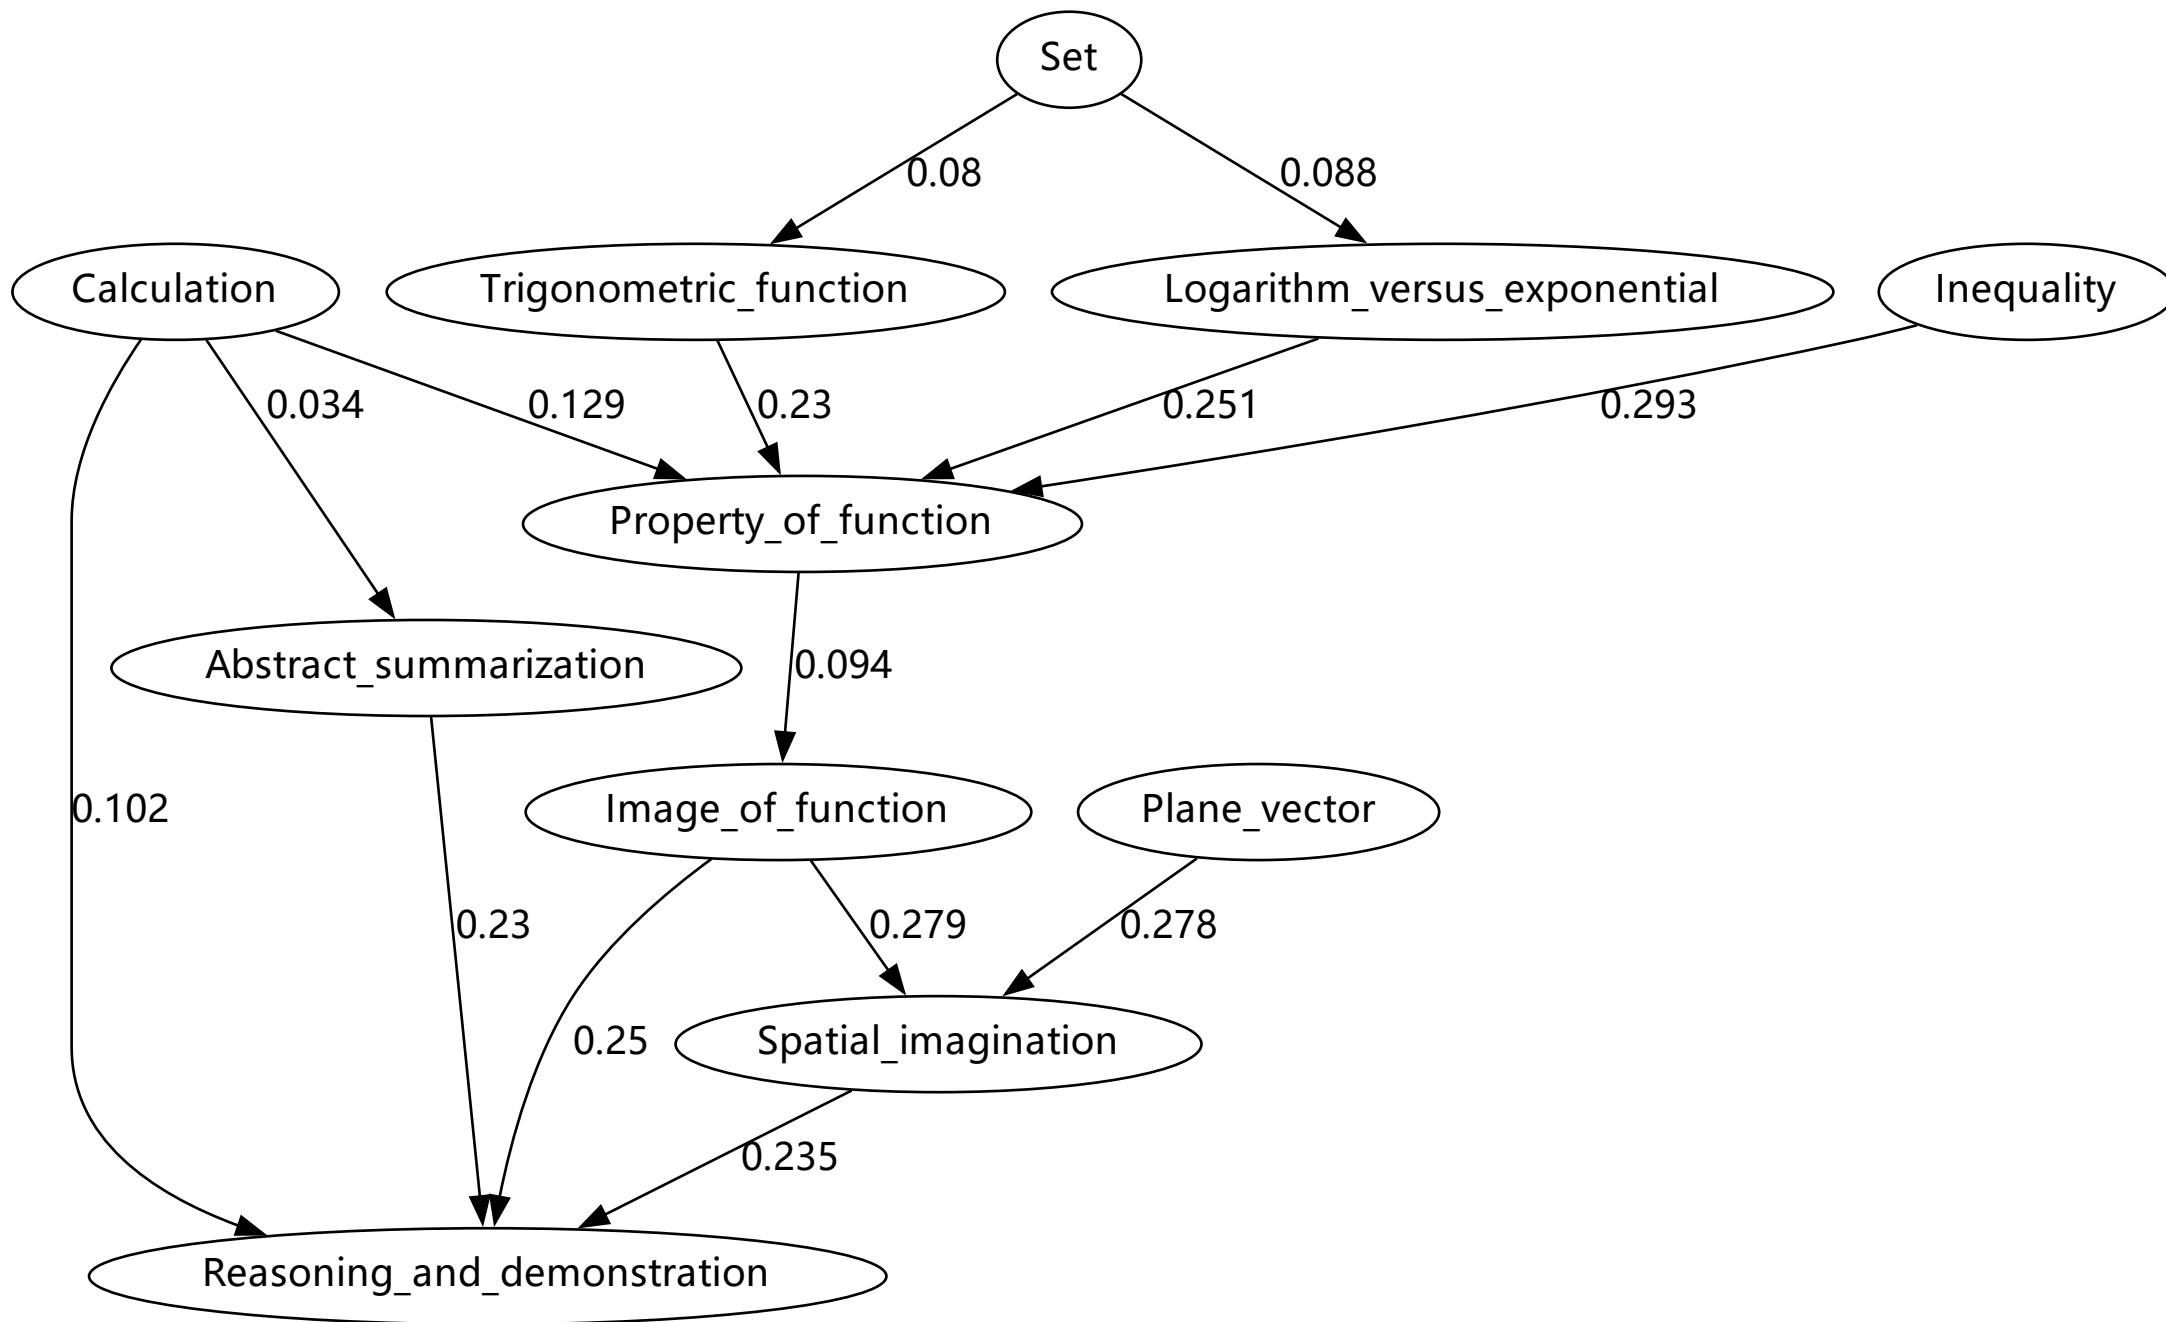 Set
0.08
0.088
Calculation
Trigonometric_function
Logarithm_versus_exponential
Inequality
0.034
0.129
0.23
0.251
0.293
Property_of_function
Abstract_summarization
0.094
0.102
Image_of_function
Plane_vector
0.23
0.279
0.278
0.25
Spatial_imagination
0.235
Reasoning_and_demonstration